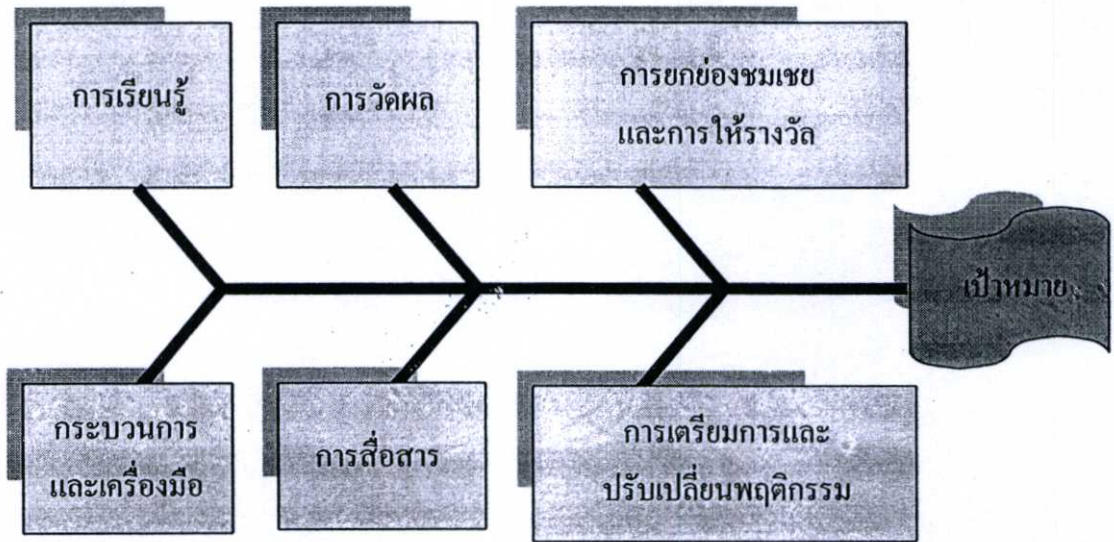 การเรียนรู้
การวัดผล
การยกย่องชมเชย
และการให้รางวัล
เป้าหมาย
กระบวนการ
และเครื่องมือ
การสื่อสาร
การเตรียมการและ
ปรับเปลี่ยนพฤติกรรม